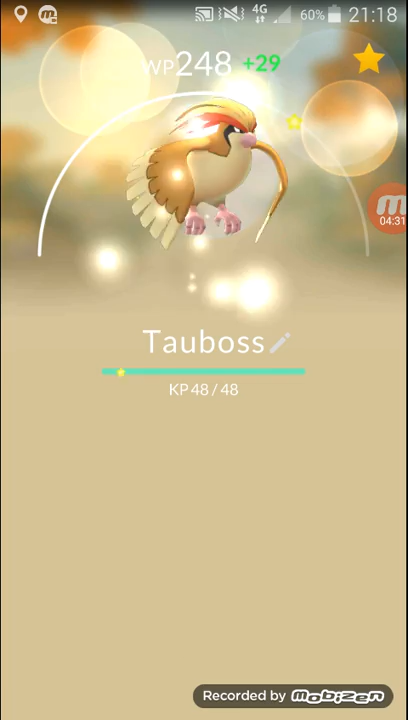 4G 60% 21:18
WP248 +29
04:31
Tauboss
KP 48 / 48
Recorded by mobizen